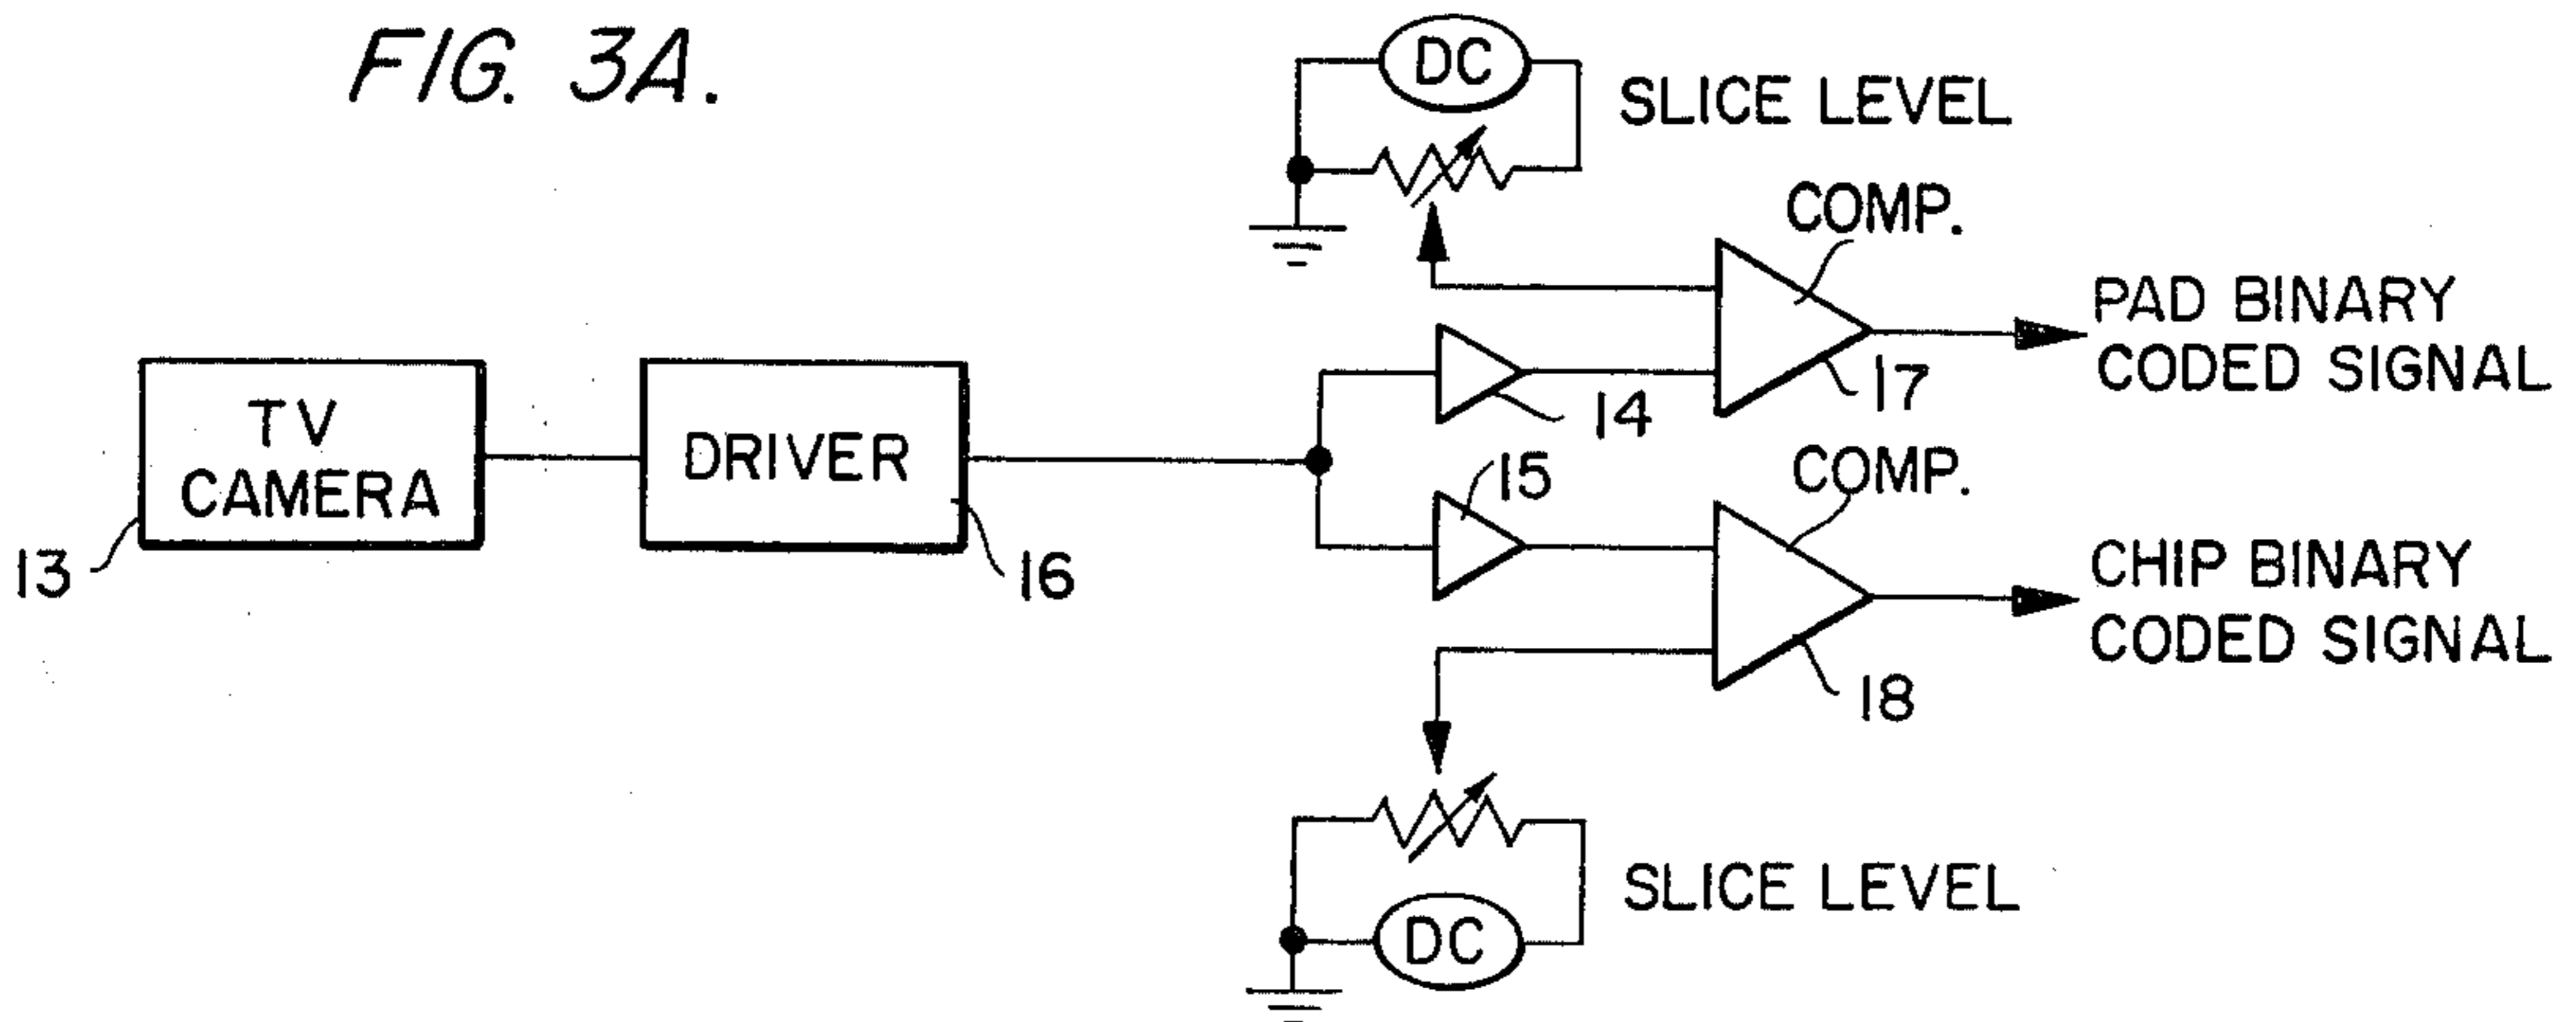 FIG. 3A.
DC
SLICE LEVEL
COMP.
PAD BINARY
CODED SIGNAL
17
14
TV
CAMERA
13
DRIVER
16
15
COMP.
CHIP BINARY
CODED SIGNAL
18
SLICE LEVEL
DC